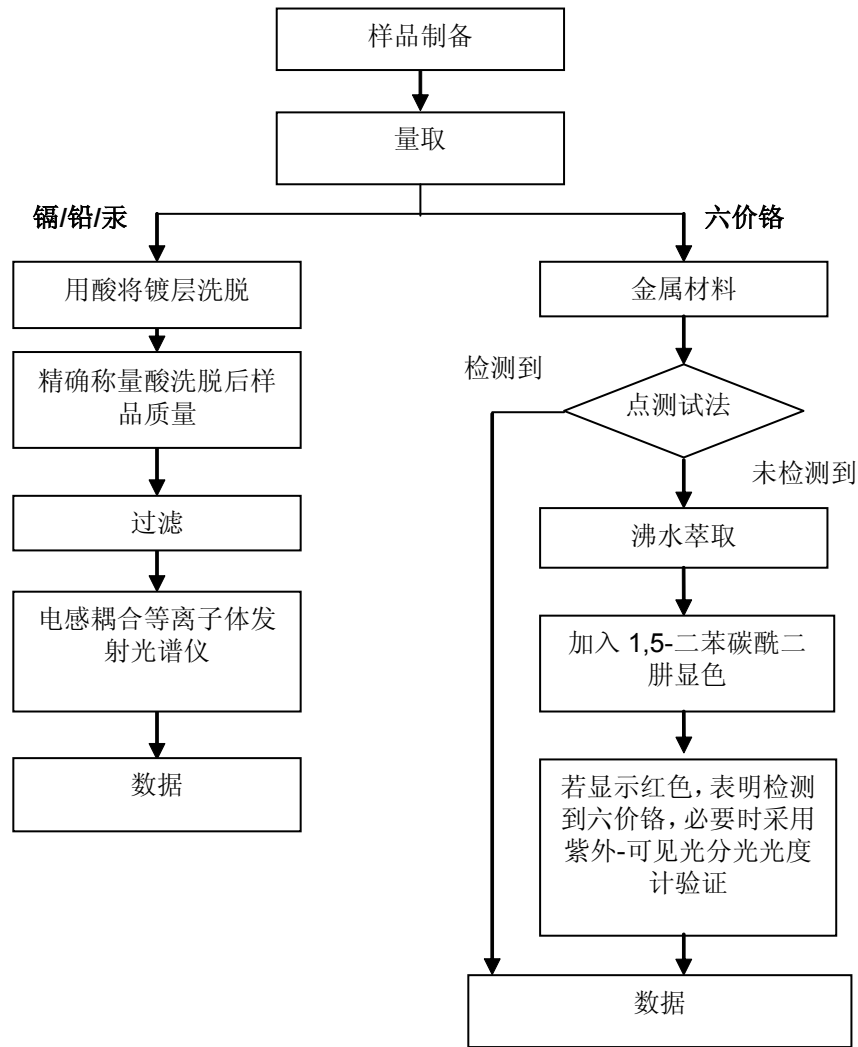 样品制备
量取
镉/铅/汞
六价铬
用酸将镀层洗脱
精确称量酸洗脱后样
品质量
过滤
电感耦合等离子体发
射光谱仪
数据
金属材料
检测到
点测试法
未检测到
沸水萃取
加入 1,5-二苯碳酰二
肼显色
若显示红色，表明检测
到六价铬，必要时采用
紫外-可见光分光光度
计验证
数据